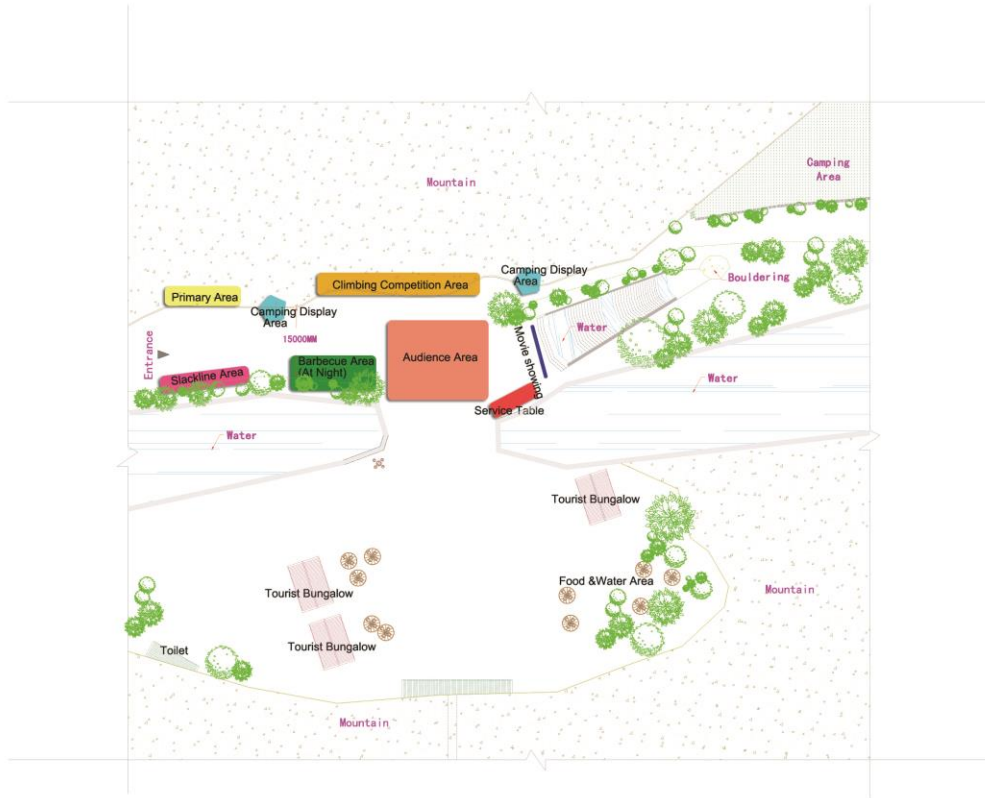 Camping
Area
Mountain
Camping Display
Area
Bouldering
Climbing Competition Area
Primary Area
Camping Display
Area
15000MM
Water
Entrance
Movie showing
Audience Area
Barbecue Area
(At Night)
Slackline Area
Water
Service Table
Water
Tourist Bungalow
Food &Water Area
Mountain
Tourist Bungalow
Tourist Bungalow
Toilet
Mountain